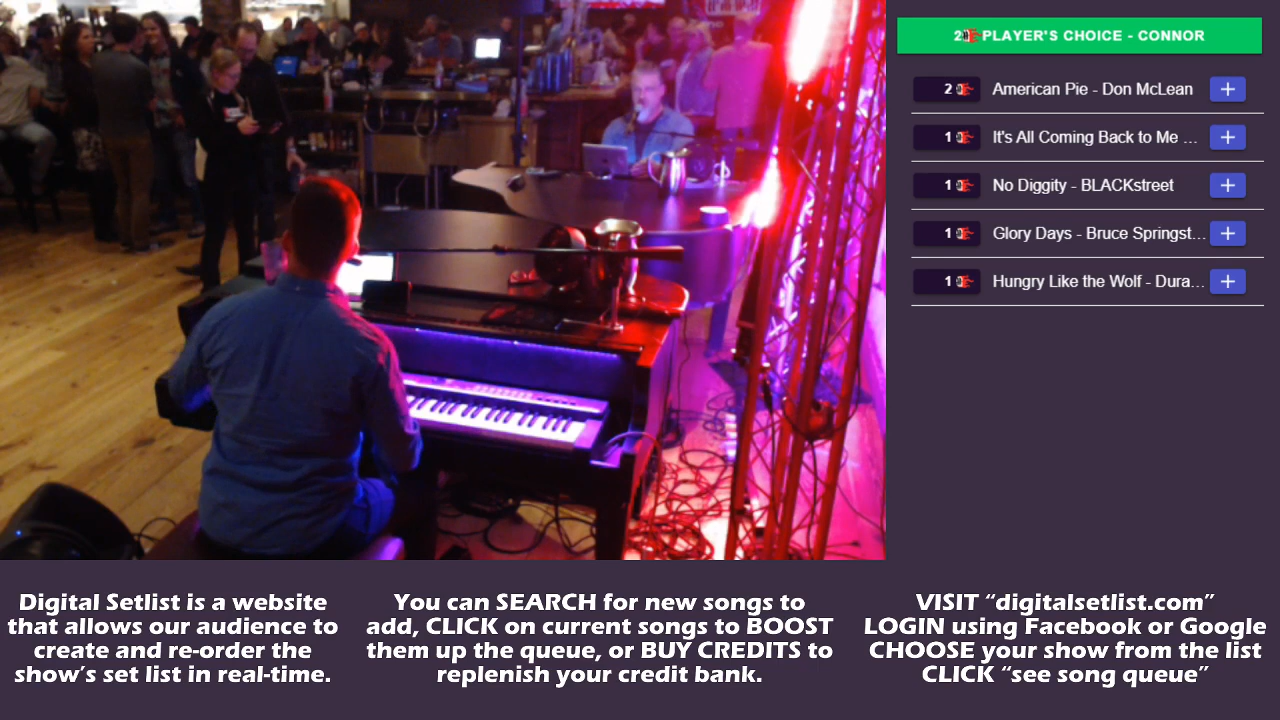 2 PLAYER'S CHOICE - CONNOR
2 American Pie - Don McLean +
1 It's All Coming Back to Me ... +
1 No Diggity - BLACKstreet +
1 Glory Days - Bruce Springst... +
1 Hungry Like the Wolf - Dura... +
Digital Setlist is a website
that allows our audience to
create and re-order the
show's set list in real-time.
You can SEARCH for new songs to
add, CLICK on current songs to BOOST
them up the queue, or BUY CREDITS to
replenish your credit bank.
VISIT “digitalsetlist.com”
LOGIN using Facebook or Google
CHOOSE your show from the list
CLICK “see song queue”